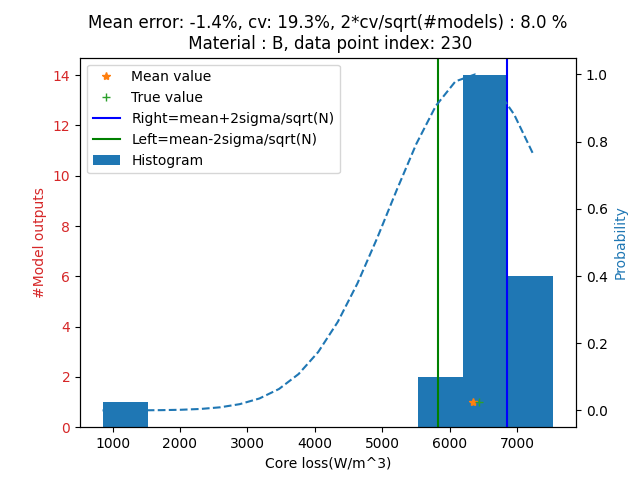 Mean error: -1.4%, cv: 19.3%, 2*cv/sqrt(#models) : 8.0 %
Material : B, data point index: 230
Mean value
True value
Right=mean+2sigma/sqrt(N)
Left=mean-2sigma/sqrt(N)
Histogram
14
12
10
8
6
4
2
0
#Model outputs
1.0
0.8
0.6
0.4
0.2
0.0
Probability
1000 2000 3000 4000 5000 6000 7000
Core loss(W/m^3)